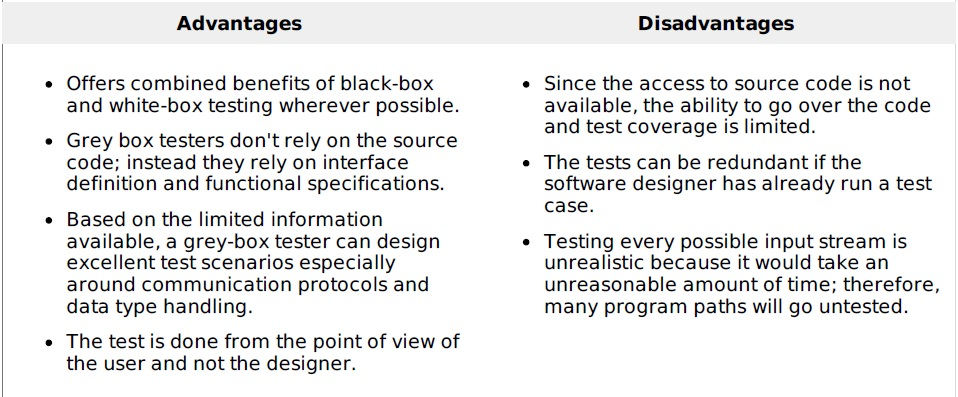 Advantages
Disadvantages
• Offers combined benefits of black-box
and white-box testing wherever possible.
• Grey box testers don't rely on the source
code; instead they rely on interface
definition and functional specifications.
• Based on the limited information
available, a grey-box tester can design
excellent test scenarios especially
around communication protocols and
data type handling.
• The test is done from the point of view of
the user and not the designer.
• Since the access to source code is not
available, the ability to go over the code
and test coverage is limited.
• The tests can be redundant if the
software designer has already run a test
case.
• Testing every possible input stream is
unrealistic because it would take an
unreasonable amount of time; therefore,
many program paths will go untested.